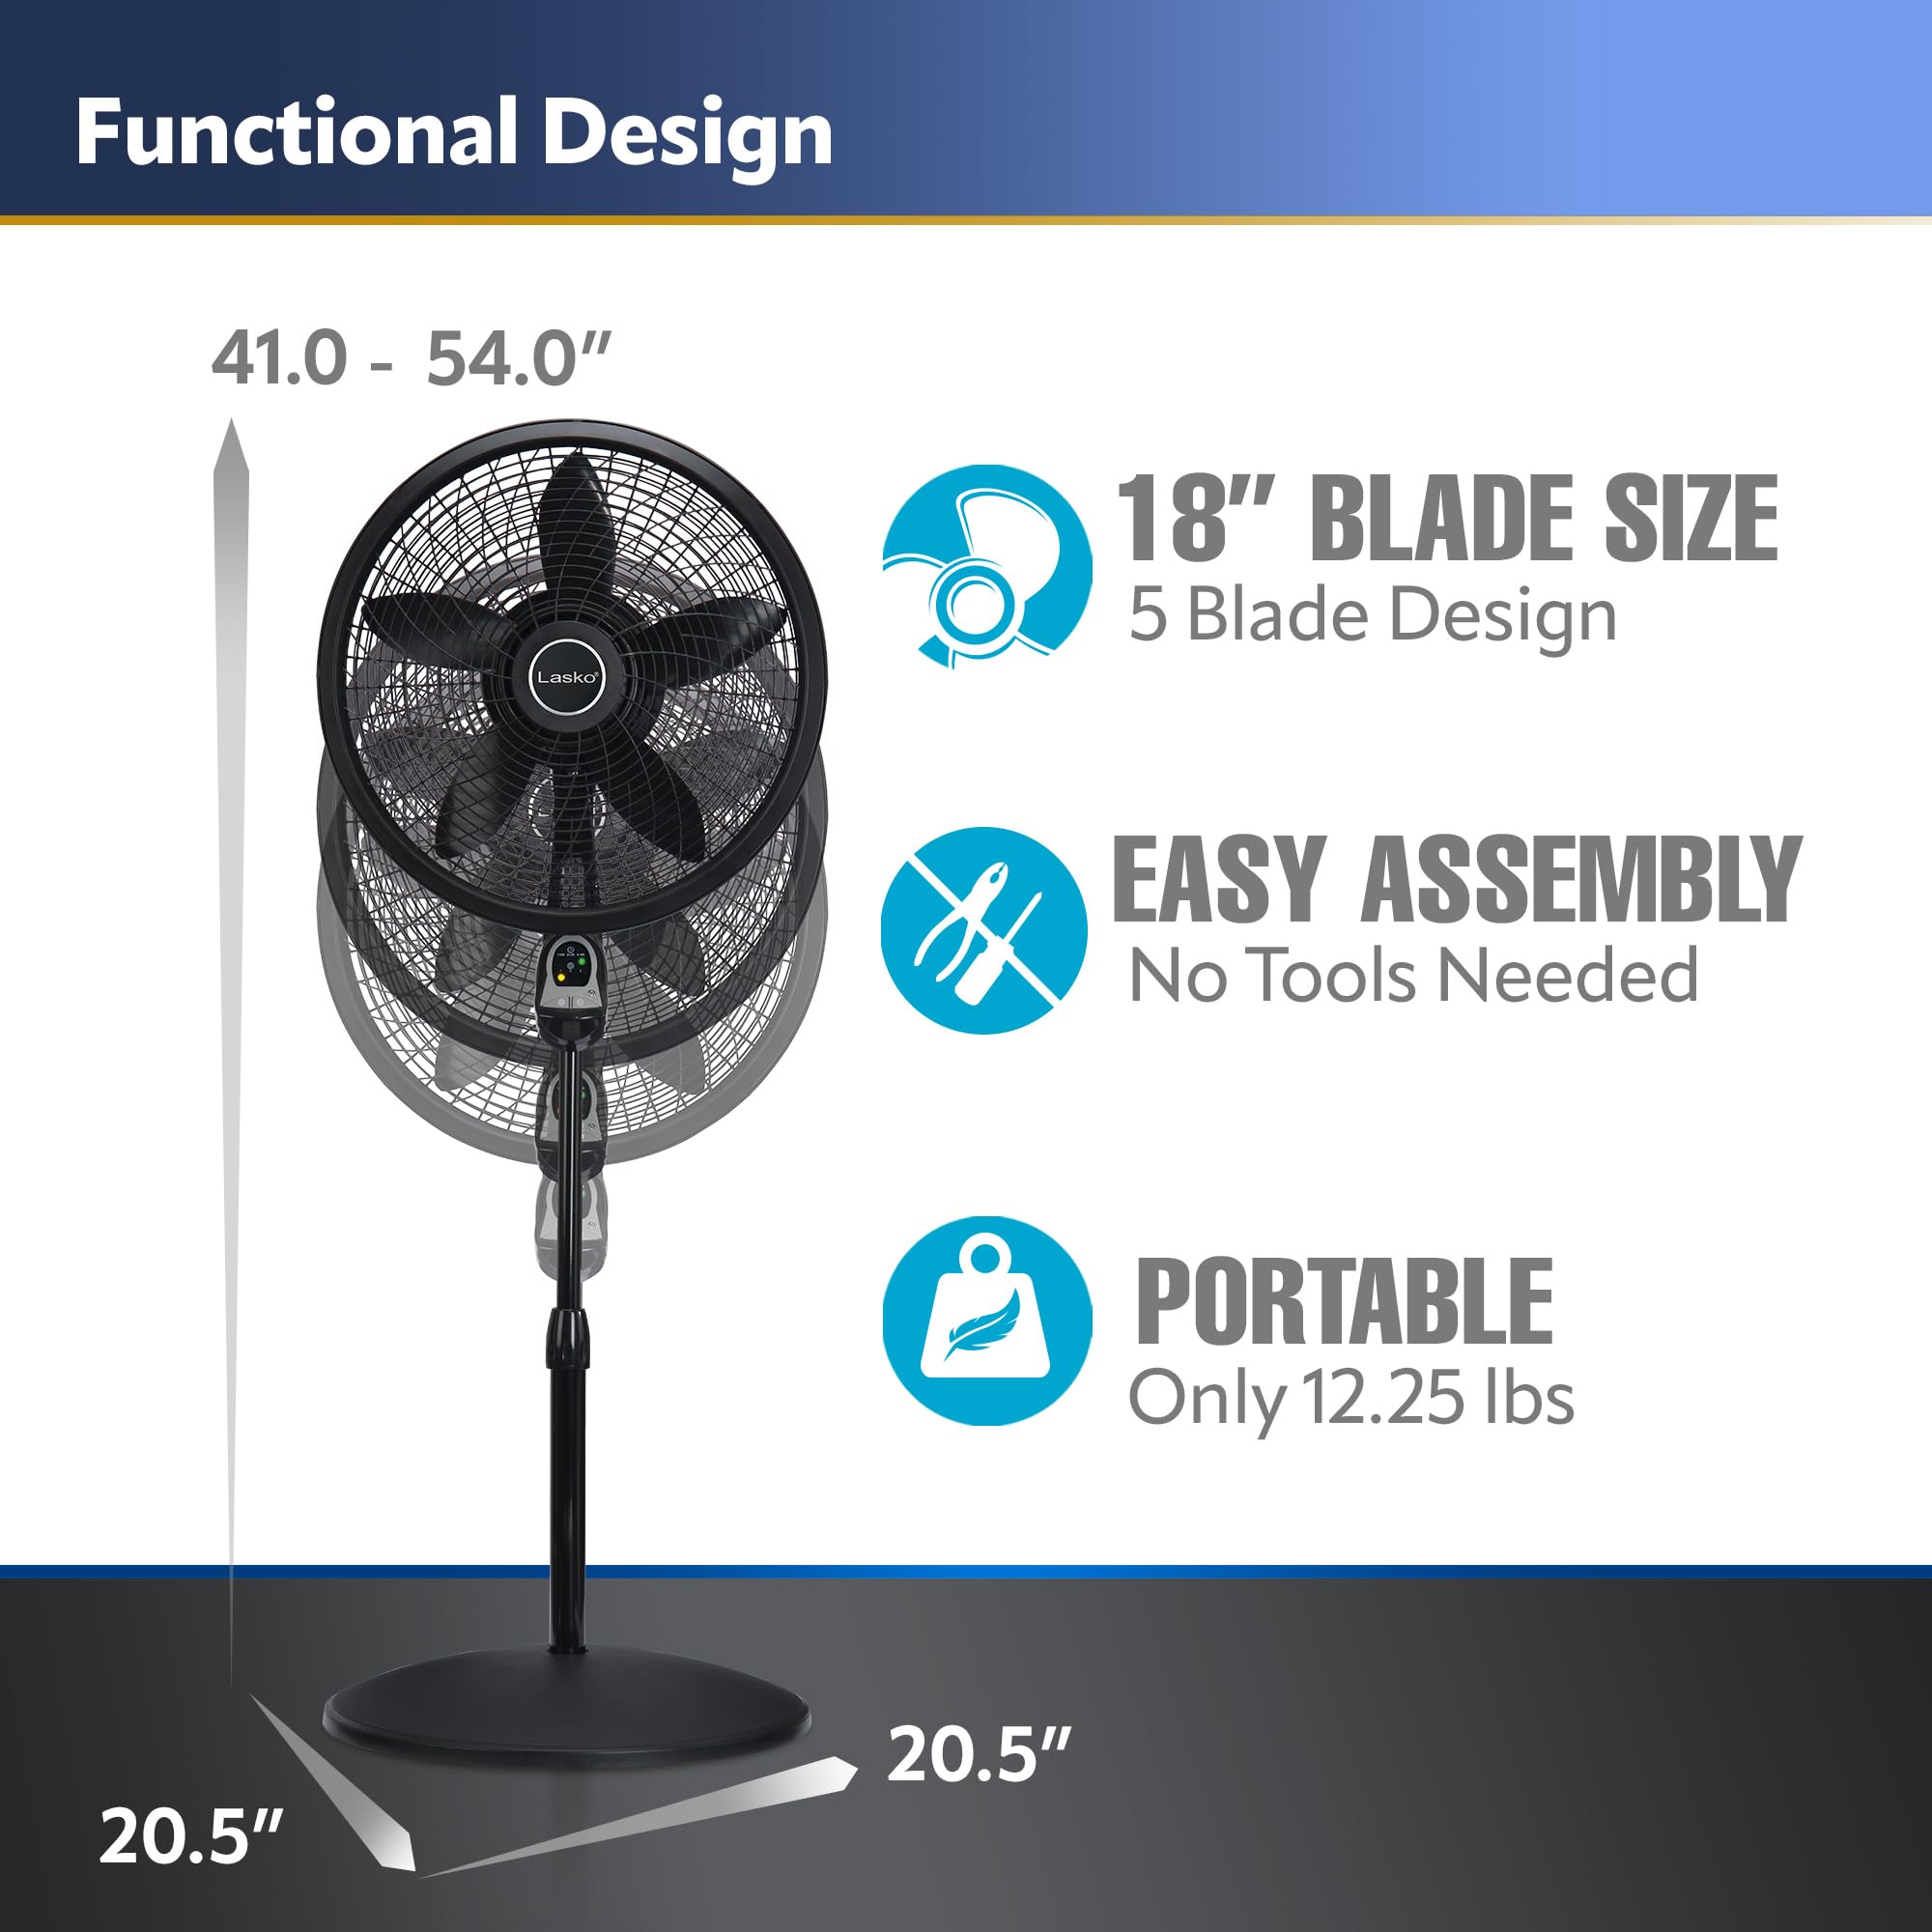 Functional Design
41.0 - 54.0"
Lasko®
18" BLADE SIZE
5 Blade Design
EASY ASSEMBLY
No Tools Needed
PORTABLE
Only 12.25 lbs
20.5"
20.5"